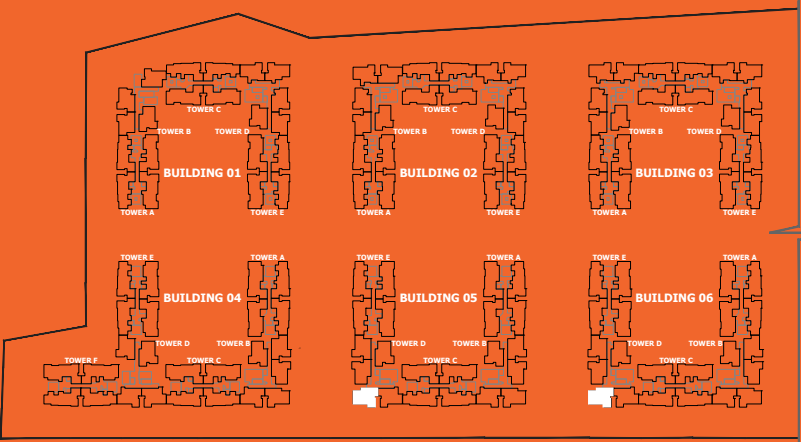 TOWER C TOWER C TOWER C
TOWER B TOWER D TOWER B TOWER D TOWER B TOWER D
BUILDING 01 BUILDING 02 BUILDING 03
TOWER A TOWER E TOWER A TOWER E TOWER A TOWER E
TOWER E TOWER A TOWER E TOWER A TOWER E TOWER A
BUILDING 04 BUILDING 05 BUILDING 06
TOWER D TOWER B TOWER D TOWER B TOWER D TOWER B
TOWER F TOWER C TOWER C TOWER C